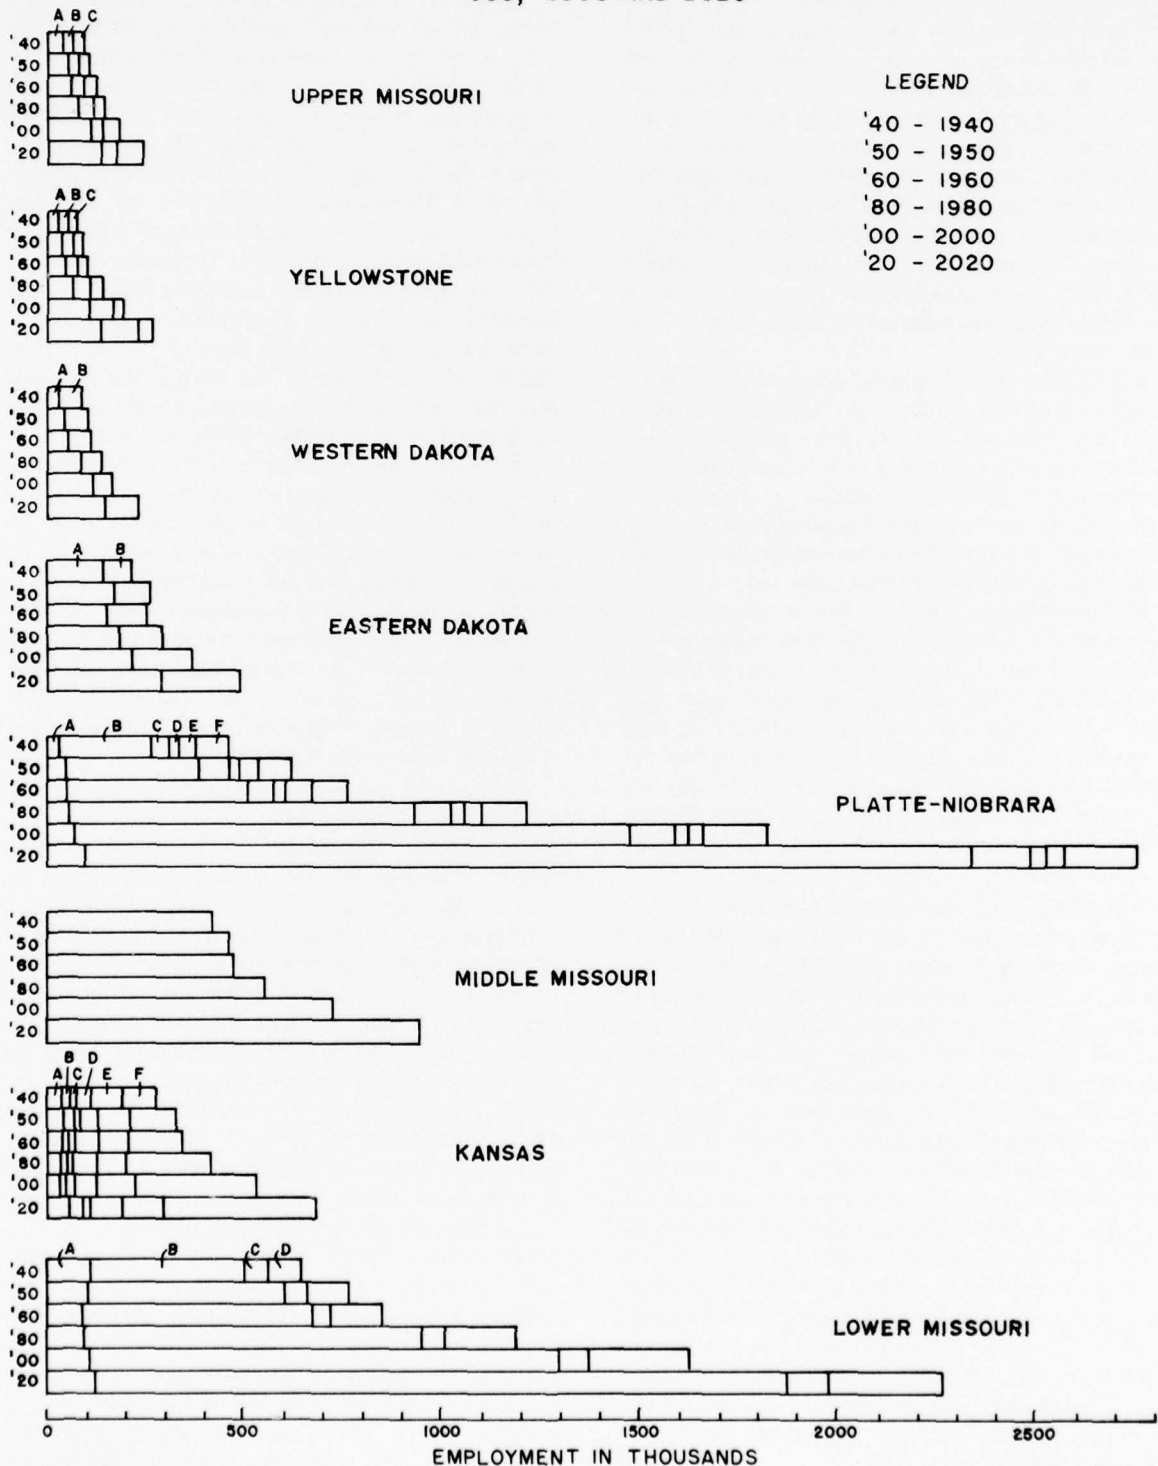 A B C
'40
'50
'60
'80
'00
'20
UPPER MISSOURI
LEGEND
'40 - 1940
'50 - 1950
'60 - 1960
'80 - 1980
'00 - 2000
'20 - 2020
A B C
'40
'50
'60
'80
'00
'20
YELLOWSTONE
A B
'40
'50
'60
'80
'00
'20
WESTERN DAKOTA
A B
'40
'50
'60
'80
'00
'20
EASTERN DAKOTA
A B C D E F
'40
'50
'60
'80
'00
'20
PLATTE-NIOBRARA
'40
'50
'60
'80
'00
'20
MIDDLE MISSOURI
B D
A C E F
'40
'50
'60
'80
'00
'20
KANSAS
A B C D
'40
'50
'60
'80
'00
'20
LOWER MISSOURI
0 500 1000 1500 2000 2500
EMPLOYMENT IN THOUSANDS